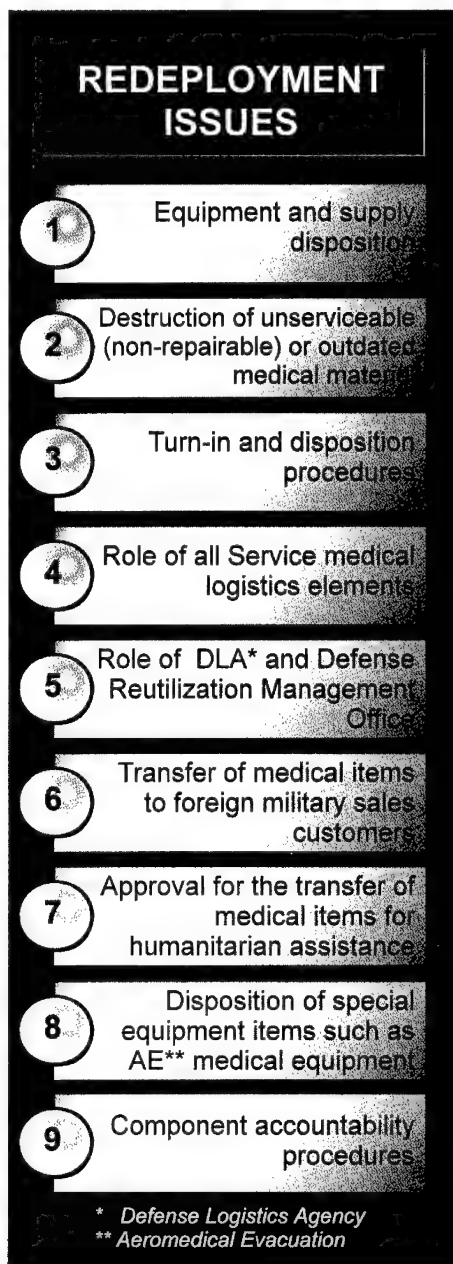 REDEPLOYMENT
ISSUES
1
Equipment and supply
disposition
2
Destruction of unserviceable
(non-repairable) or outdated
medical materiel
3
Turn-in and disposition
procedures
4
Role of all Service medical
logistics elements
5
Role of DLA* and Defense
Reutilization Management
Office
6
Transfer of medical items
to foreign military sales
customers
7
Approval for the transfer of
medical items for
humanitarian assistance
8
Disposition of special
equipment items such as
AE** medical equipment
9
Component accountability
procedures
* Defense Logistics Agency
** Aeromedical Evacuation